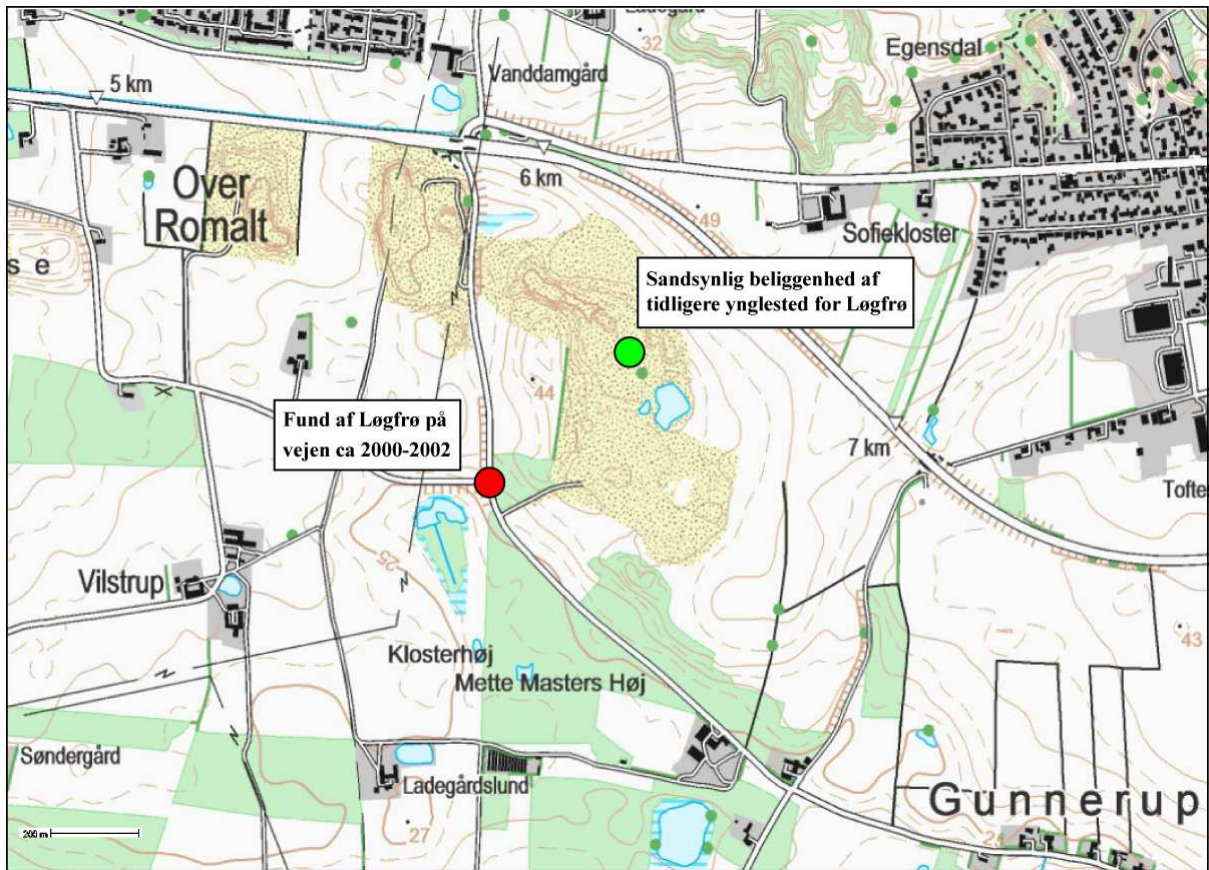 Ladegård
32
Egensdal
Vanddamgård
5 km
6 km
Over
Romalt
49
Sofiekloster
s e
Sandsynlig beliggenhed af
tidligere ynglested for Løgfrø
44
Fund af Løgfrø på
vejen ca 2000-2002
7 km
Tofte
25
Vilstrup
43
Klosterhøj
Mette Masters Høj
Søndergård
Ladegårdslund
Gunnerup
27
200 m